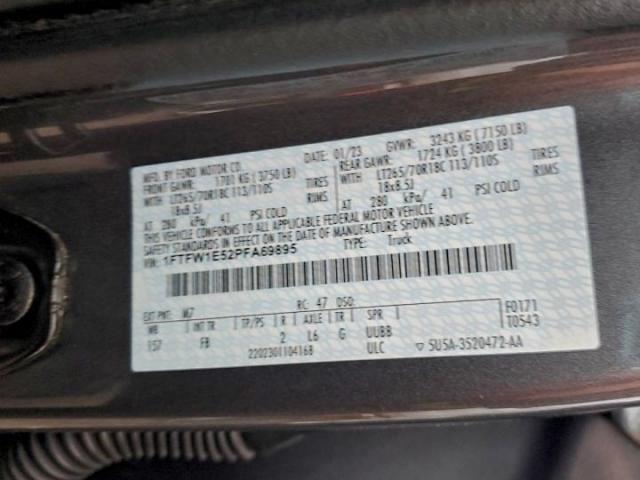 MFD. BY FORD MOTOR CO.
DATE: 01/23 GVWR: 3243 KG ( 7150 LB)
FRONT GAWR: 1701 KG ( 3750 LB) REAR GAWR: 1724 KG ( 3800 LB)
WITH LT265/70R18C 113/110S TIRES WITH LT265/70R18C 113/110S TIRES
18x8.5J RIMS 18x8.5J RIMS
AT 280 kPa/ 41 PSI COLD AT 280 kPa/ 41 PSI COLD
THIS VEHICLE CONFORMS TO ALL APPLICABLE FEDERAL MOTOR VEHICLE
SAFETY STANDARDS IN EFFECT ON THE DATE OF MANUFACTURE SHOWN ABOVE.
VIN: 1FTFW1E52PFA69895 TYPE: Truck
EXT PNT: M7 RC: 47 DSO:
WB INT TR TP/PS R AXLE TR SPR F0171
157 FB 2 L6 G UUBB T0543
2202301104168 ULC ▽ 5U5A-3520472-AA